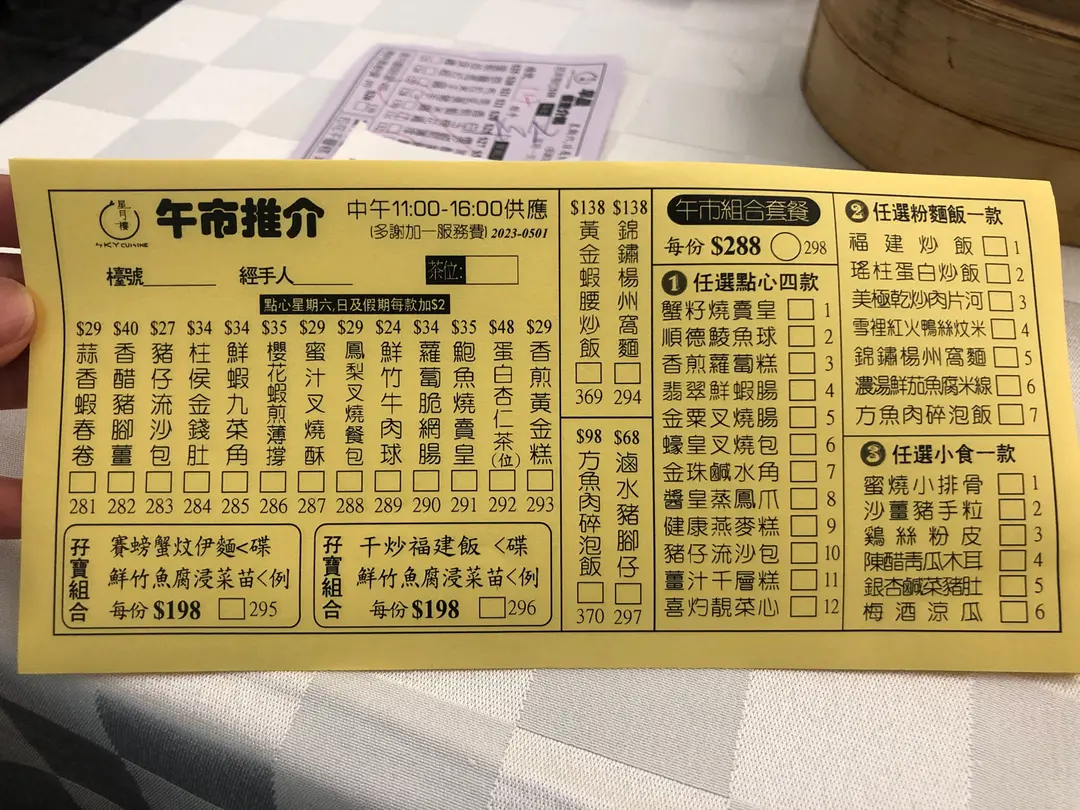 星月樓
SKY CUISINE
午市推介
中午11:00-16:00供應
(多謝加一服務費) 2023-0501
檯號
經手人
茶位:
點心星期六,日及假期每款加$2
$29 蒜香蝦春卷 281
$40 香醋豬腳薑 282
$27 豬仔流沙包 283
$34 柱侯金錢肚 284
$34 鮮蝦九菜角 285
$35 櫻花蝦煎薄撐 286
$29 蜜汁叉燒酥 287
$29 鳳梨叉燒餐包 288
$24 鮮竹牛肉球 289
$34 蘿蔔脆網腸 290
$35 鮑魚燒賣皇 291
$48 蛋白杏仁茶(位) 292
$29 香煎黃金糕 293
孖寶組合
賽螃蟹炆伊麵<碟
鮮竹魚腐浸菜苗<例
每份 $198 295
孖寶組合
干炒福建飯 <碟
鮮竹魚腐浸菜苗<例
每份 $198 296
$138 黃金蝦腰炒飯 369
$138 錦鏽楊州窩麵 294
$98 方魚肉碎泡飯 370
$68 滷水豬腳仔 297
午市組合套餐
每份 $288 298
1 任選點心四款
蟹籽燒賣皇 1
順德鯪魚球 2
香煎蘿蔔糕 3
翡翠鮮蝦腸 4
金粟叉燒腸 5
蠔皇叉燒包 6
金珠鹹水角 7
醬皇蒸鳳爪 8
健康燕麥糕 9
豬仔流沙包 10
薑汁千層糕 11
喜灼靚菜心 12
2 任選粉麵飯一款
福建炒飯 1
瑤柱蛋白炒飯 2
美極乾炒肉片河 3
雪裡紅火鴨絲炆米 4
錦鏽楊州窩麵 5
濃湯鮮茄魚腐米線 6
方魚肉碎泡飯 7
3 任選小食一款
蜜燒小排骨 1
沙薑豬手粒 2
鷄絲粉皮 3
陳醋青瓜木耳 4
銀杏鹹菜豬肚 5
梅酒涼瓜 6